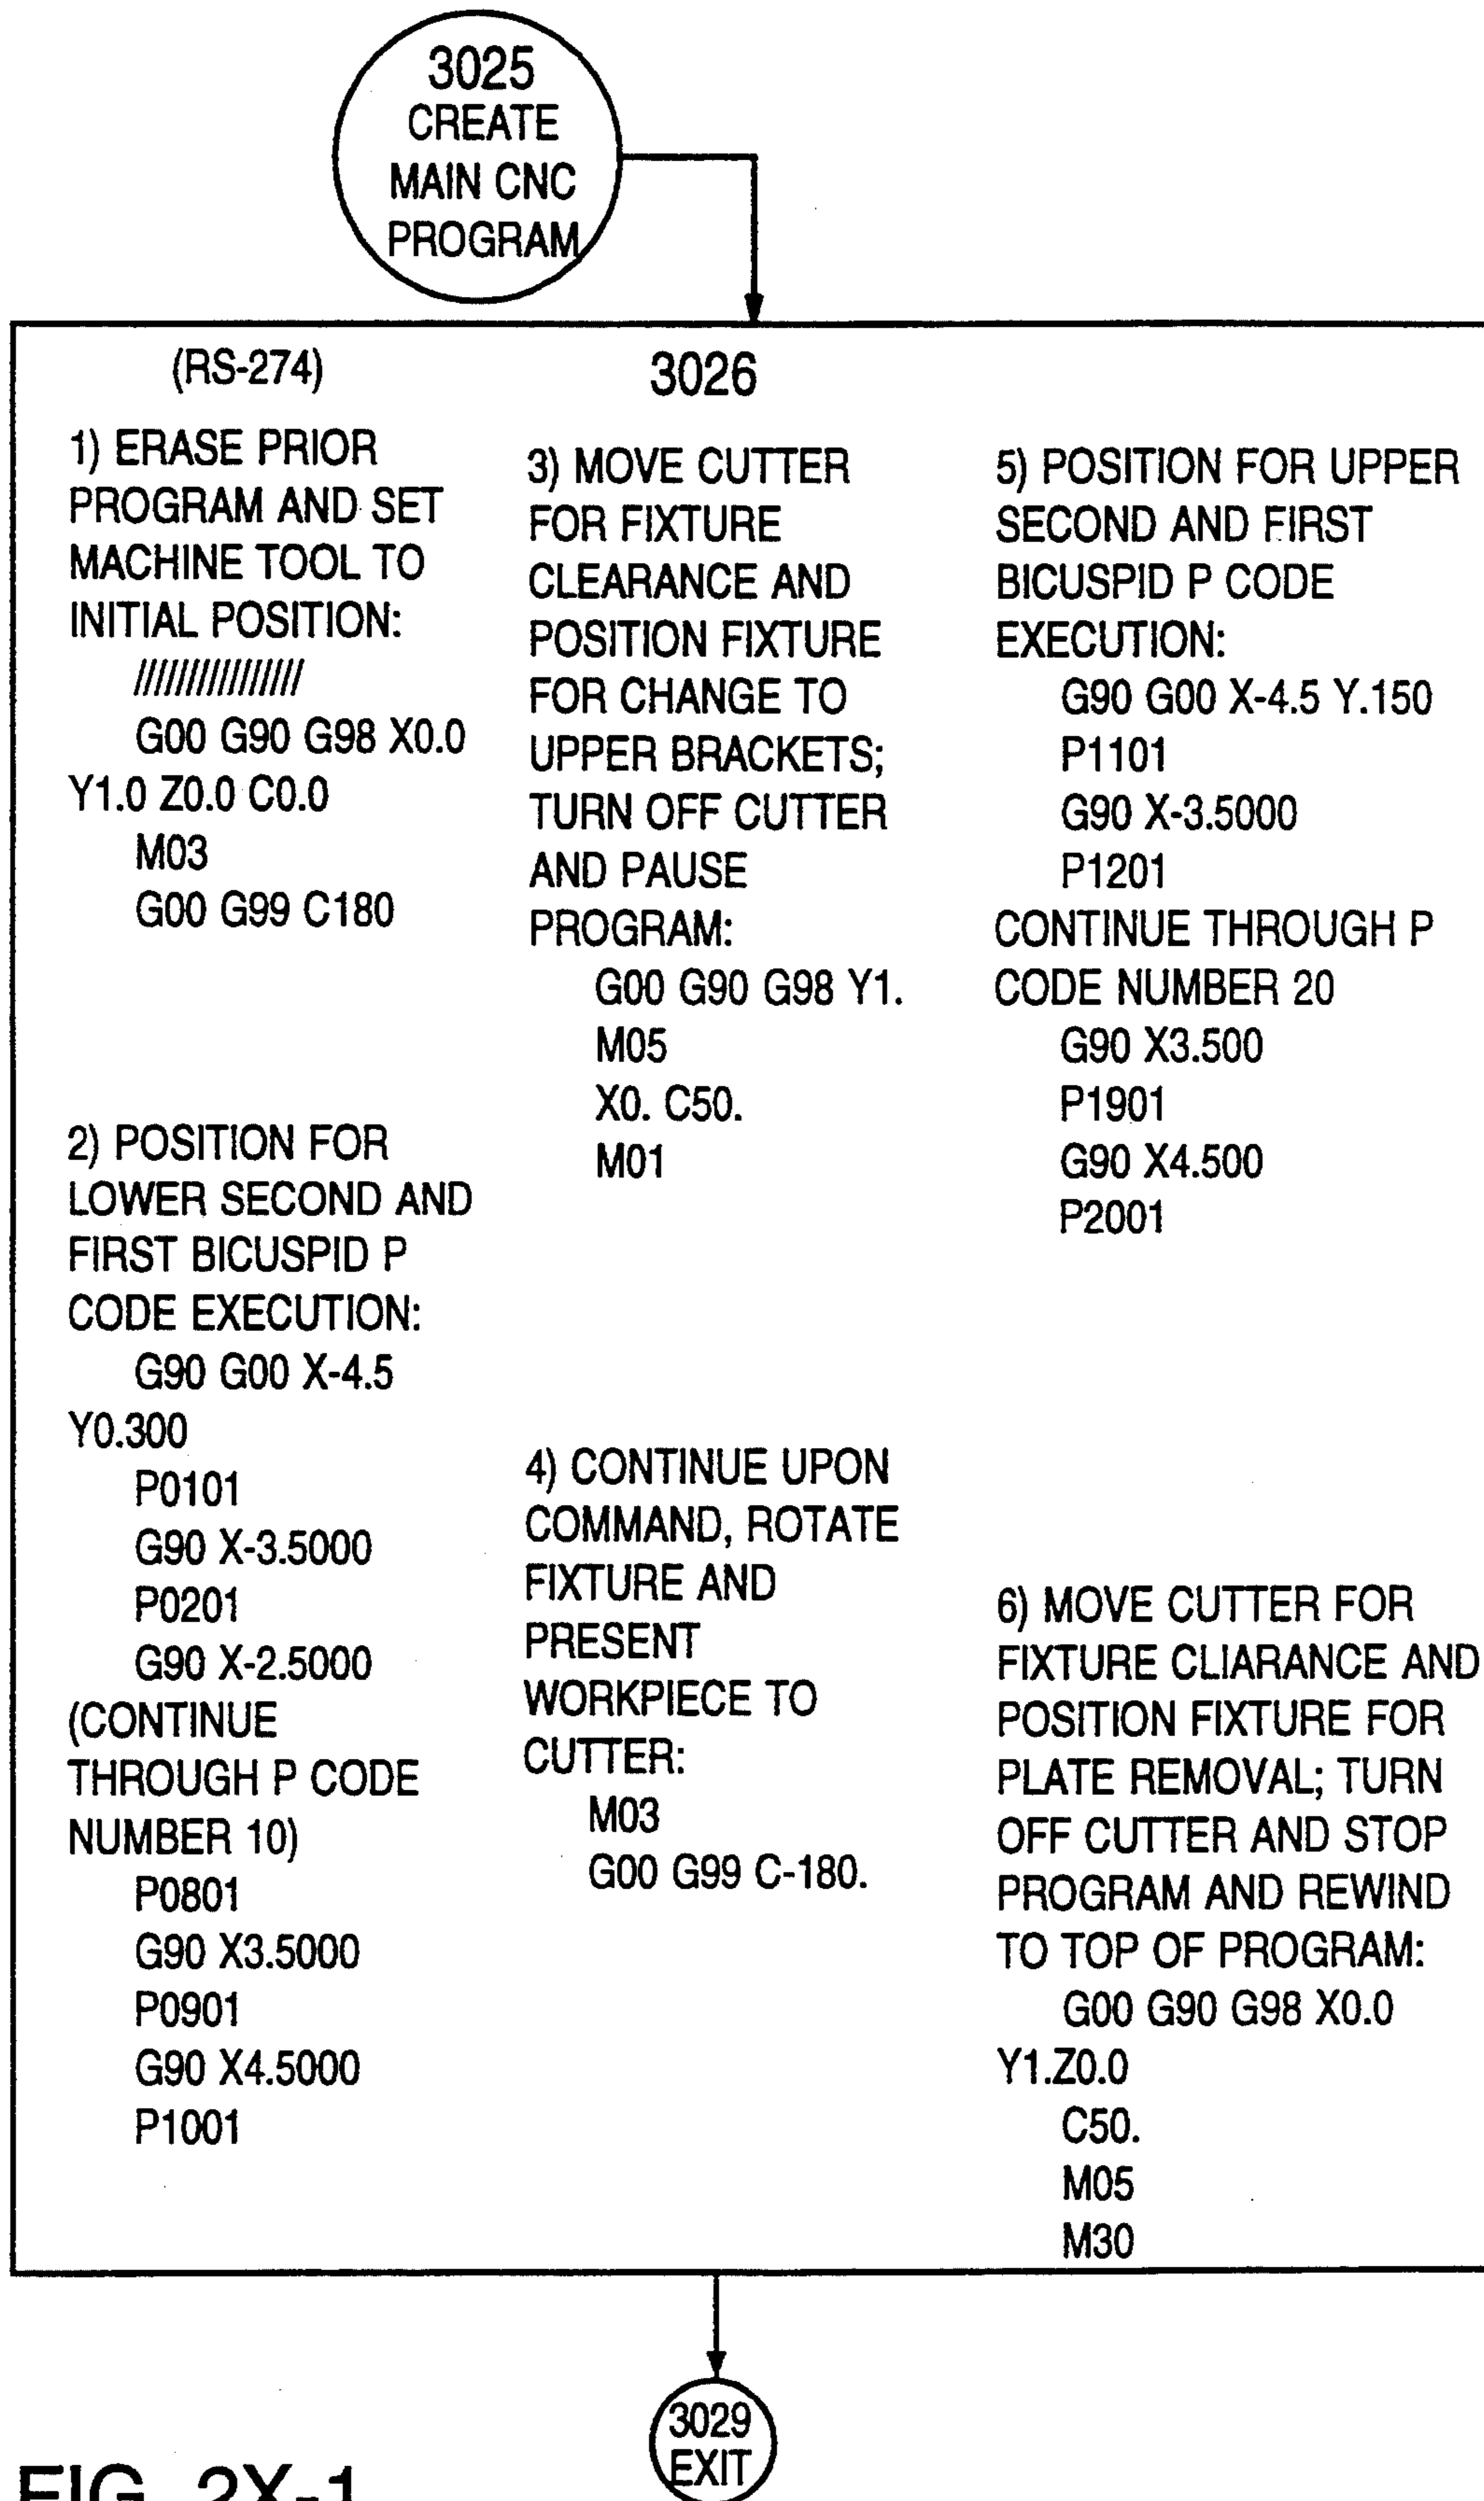 3025
CREATE
MAIN CNC
PROGRAM
(RS-274)
3026
1) ERASE PRIOR
PROGRAM AND SET
MACHINE TOOL TO
INITIAL POSITION:
///////////////
G00 G90 G98 X0.0
Y1.0 Z0.0 C0.0
M03
G00 G99 C180
2) POSITION FOR
LOWER SECOND AND
FIRST BICUSPID P
CODE EXECUTION:
G90 G00 X-4.5
Y0.300
P0101
G90 X-3.5000
P0201
G90 X-2.5000
(CONTINUE
THROUGH P CODE
NUMBER 10)
P0801
G90 X3.5000
P0901
G90 X4.5000
P1001
3) MOVE CUTTER
FOR FIXTURE
CLEARANCE AND
POSITION FIXTURE
FOR CHANGE TO
UPPER BRACKETS;
TURN OFF CUTTER
AND PAUSE
PROGRAM:
G00 G90 G98 Y1.
M05
X0. C50.
M01
4) CONTINUE UPON
COMMAND, ROTATE
FIXTURE AND
PRESENT
WORKPIECE TO
CUTTER:
M03
G00 G99 C-180.
5) POSITION FOR UPPER
SECOND AND FIRST
BICUSPID P CODE
EXECUTION:
G90 G00 X-4.5 Y.150
P1101
G90 X-3.5000
P1201
CONTINUE THROUGH P
CODE NUMBER 20
G90 X3.500
P1901
G90 X4.500
P2001
6) MOVE CUTTER FOR
FIXTURE CLIARANCE AND
POSITION FIXTURE FOR
PLATE REMOVAL; TURN
OFF CUTTER AND STOP
PROGRAM AND REWIND
TO TOP OF PROGRAM:
G00 G90 G98 X0.0
Y1.Z0.0
C50.
M05
M30
3029
EXIT
FIG. 2X-1